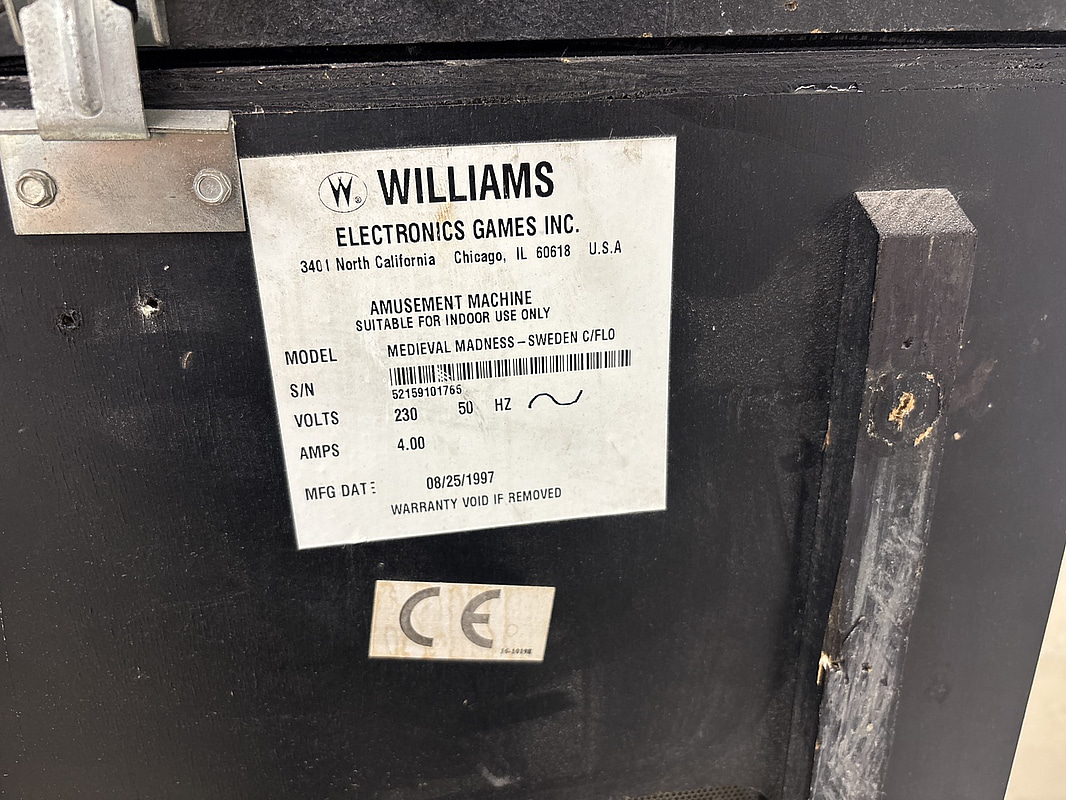 W® WILLIAMS
ELECTRONICS GAMES INC.
3401 North California Chicago, IL 60618 U.S.A
AMUSEMENT MACHINE
SUITABLE FOR INDOOR USE ONLY
MODEL MEDIEVAL MADNESS – SWEDEN C/FLO
S/N 52159101765
VOLTS 230 50 HZ ~
AMPS 4.00
MFG DATE 08/25/1997
WARRANTY VOID IF REMOVED
CE